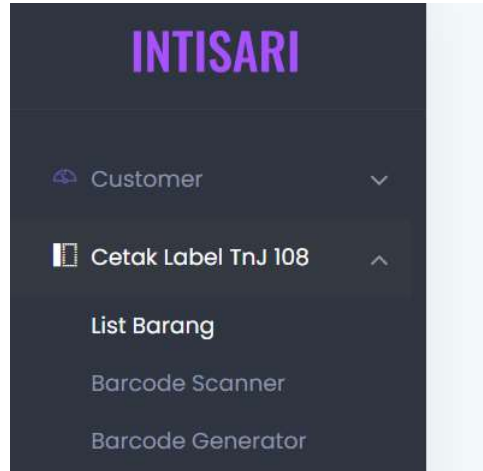 INTISARI
Customer
Cetak Label TnJ 108
List Barang
Barcode Scanner
Barcode Generator